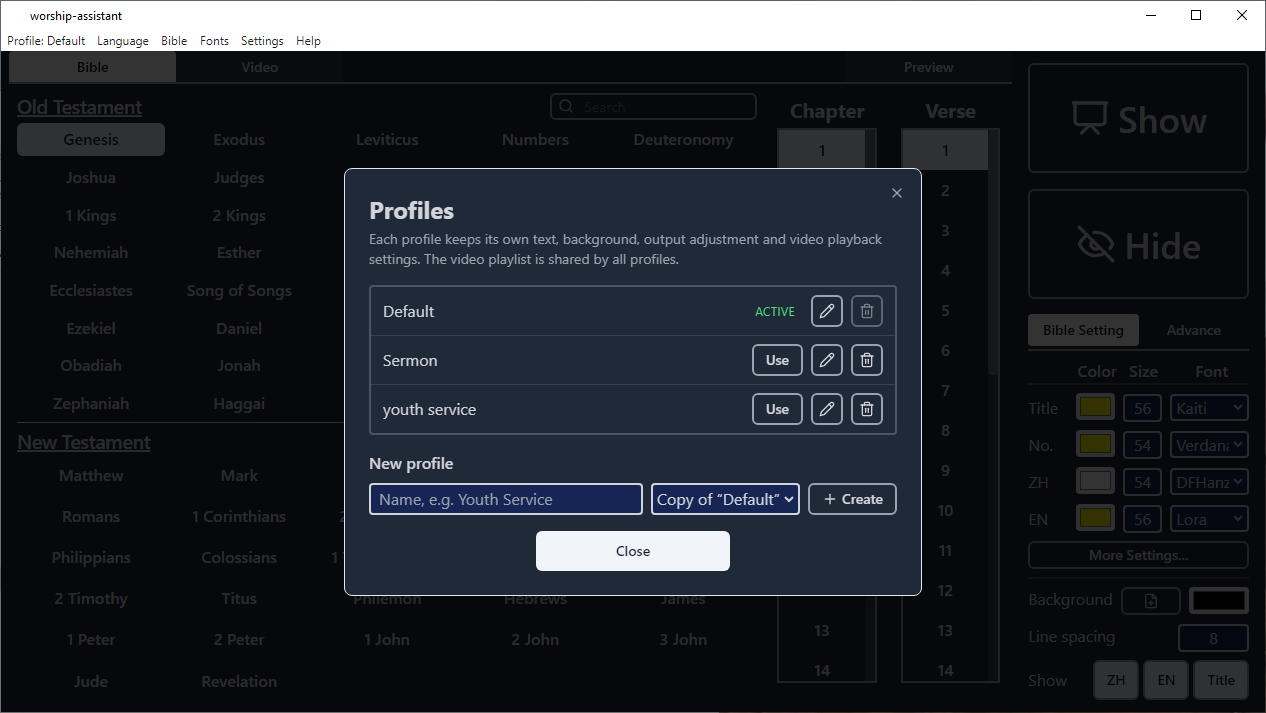 worship-assistant
Profile: Default Language Bible Fonts Settings Help
Bible Video Preview
Old Testament
Search
Chapter Verse
Genesis Exodus Leviticus Numbers Deuteronomy
1 1
Joshua Judges
2
1 Kings 2 Kings
3
Nehemiah Esther
4
Ecclesiastes Song of Songs
5
Ezekiel Daniel
6
Obadiah Jonah
7
Zephaniah Haggai
8
New Testament
9
Matthew Mark
10
Romans 1 Corinthians
11
Philippians Colossians
12
2 Timothy Titus Philemon Hebrews James
13 13
1 Peter 2 Peter 1 John 2 John 3 John
14 14
Jude Revelation
Profiles
Each profile keeps its own text, background, output adjustment and video playback
settings. The video playlist is shared by all profiles.
Default ACTIVE
Sermon Use
youth service Use
New profile
Name, e.g. Youth Service Copy of “Default” + Create
Close
Show
Hide
Bible Setting Advance
Color Size Font
Title 56 Kaiti
No. 54 Verdana
ZH 54 DFHanz
EN 56 Lora
More Settings...
Background
Line spacing 8
Show ZH EN Title